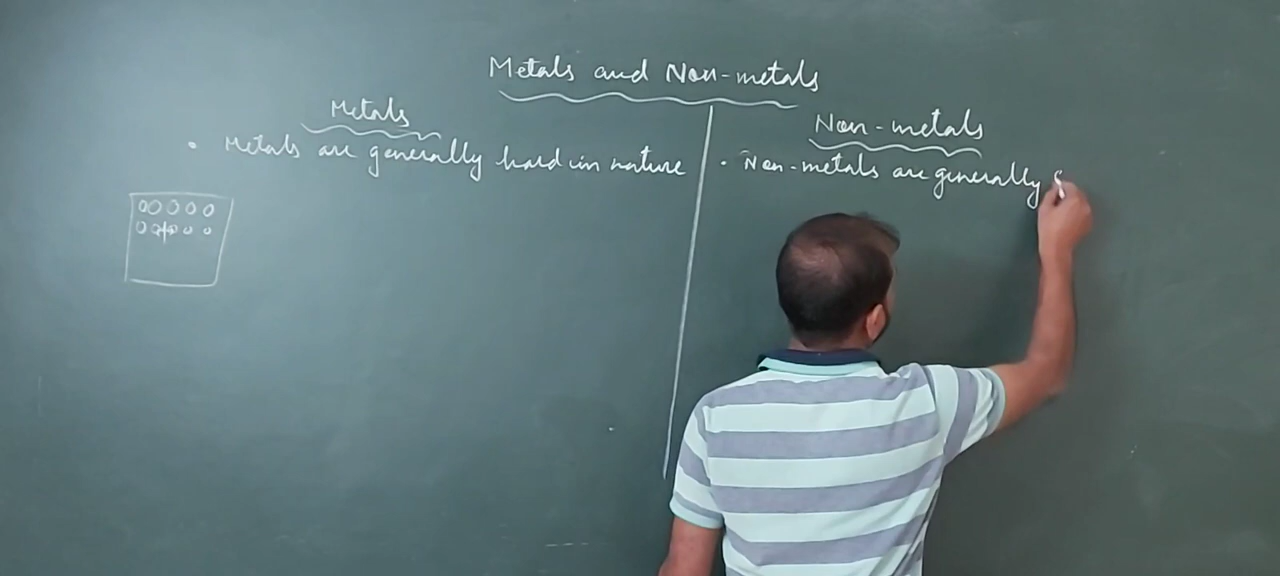 Metals and Non-metals
Metals
• Metals are generally hard in nature
Non-metals
• Non-metals are generally